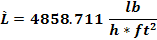 L̀ = 4858.711 lb / (h * ft²)